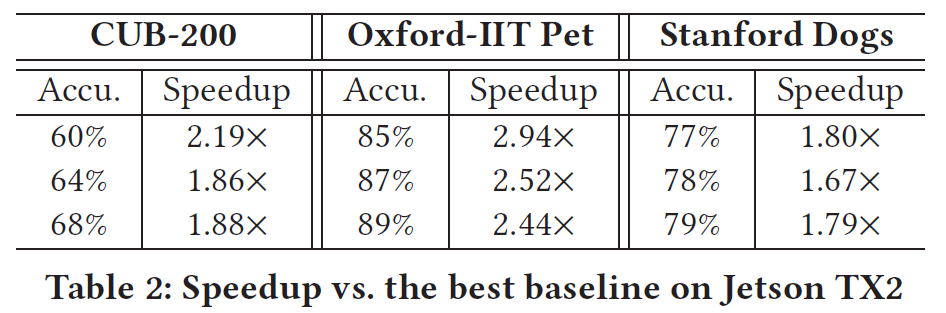 CUB-200 Oxford-IIT Pet Stanford Dogs
Accu. Speedup Accu. Speedup Accu. Speedup
60% 2.19× 85% 2.94× 77% 1.80×
64% 1.86× 87% 2.52× 78% 1.67×
68% 1.88× 89% 2.44× 79% 1.79×
Table 2: Speedup vs. the best baseline on Jetson TX2